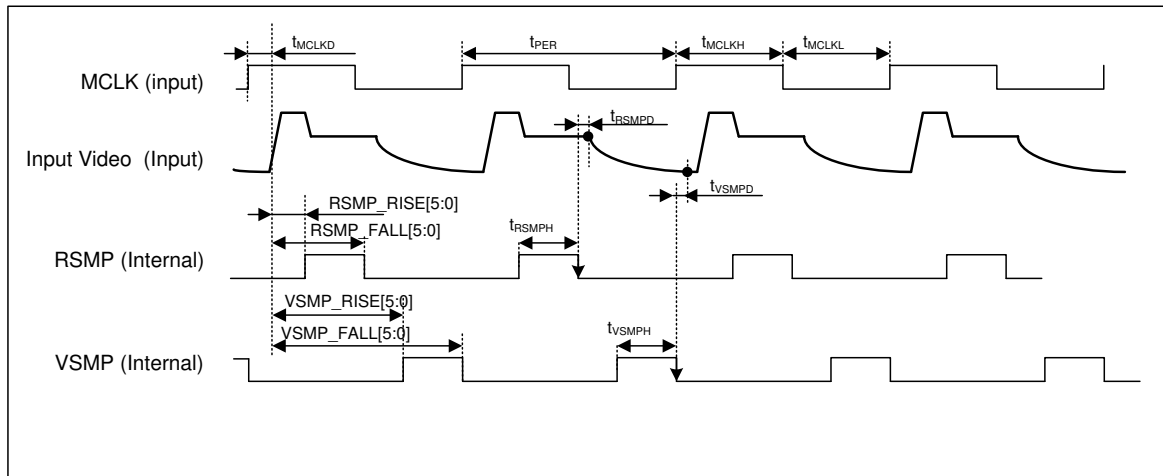 tMCLKD
tPER
tMCLKH
tMCLKL
MCLK (input)
tRSMPD
Input Video (Input)
tVSMPD
RSMP_RISE[5:0]
RSMP_FALL[5:0]
tRSMPH
RSMP (Internal)
VSMP_RISE[5:0]
VSMP_FALL[5:0]
tVSMPH
VSMP (Internal)